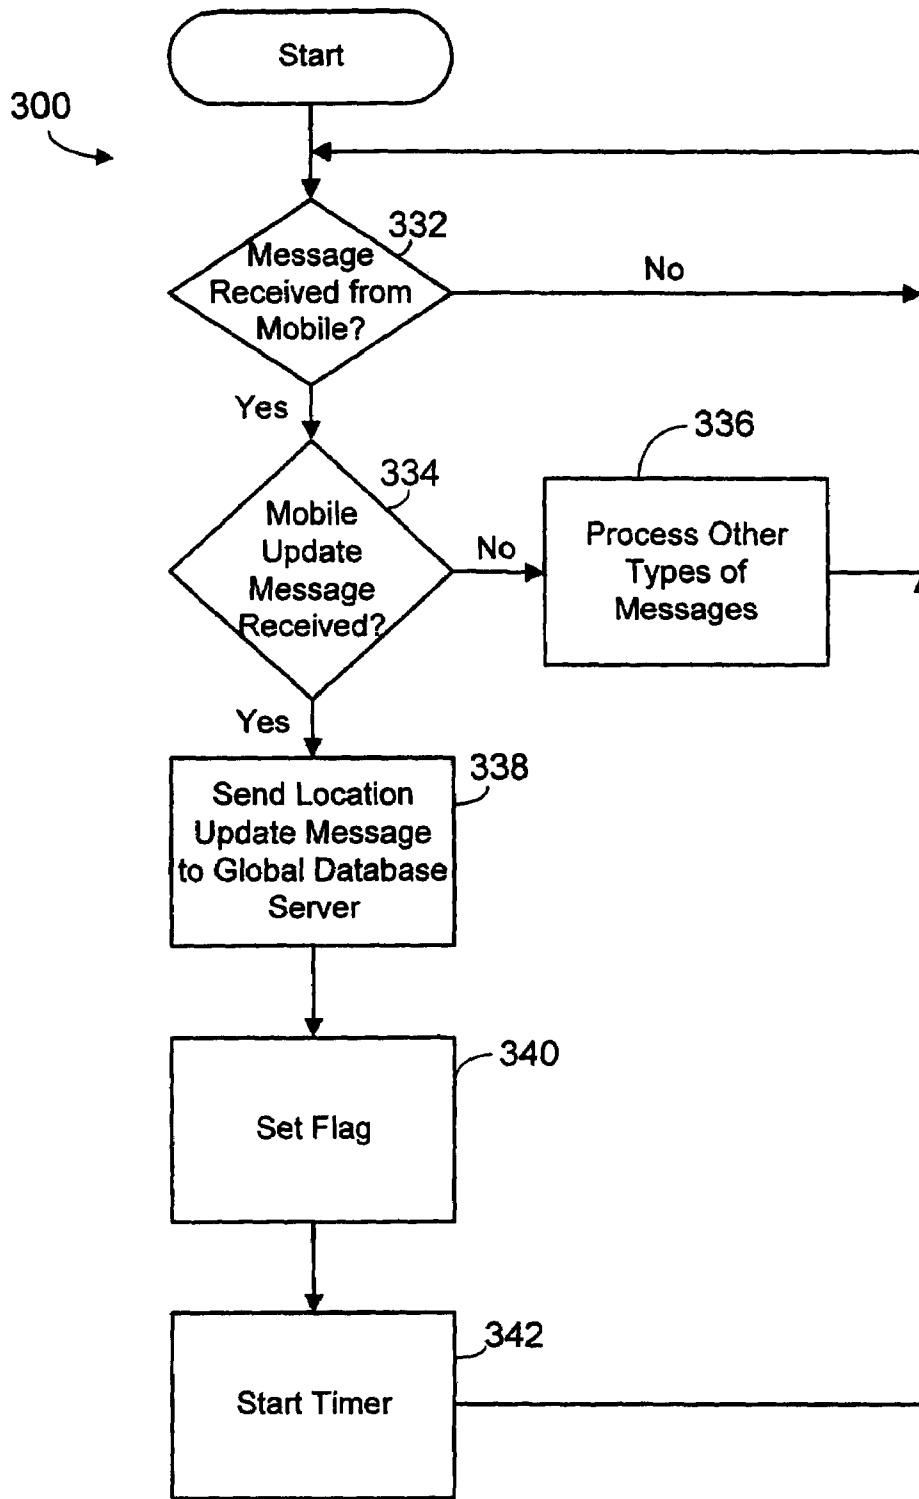 Start
300
332
Message
Received from
Mobile?
No
Yes
334
336
Mobile
Update
Message
Received?
No
Process Other
Types of
Messages
Yes
338
Send Location
Update Message
to Global Database
Server
340
Set Flag
342
Start Timer